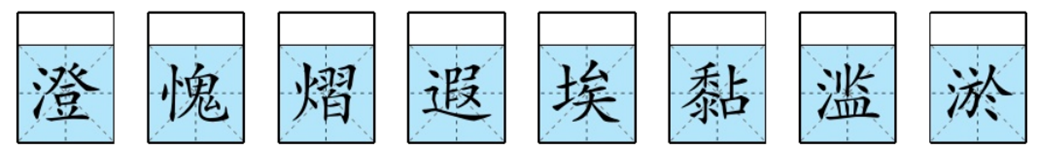 澄 愧 熠 遐 埃 黏 滥 淤